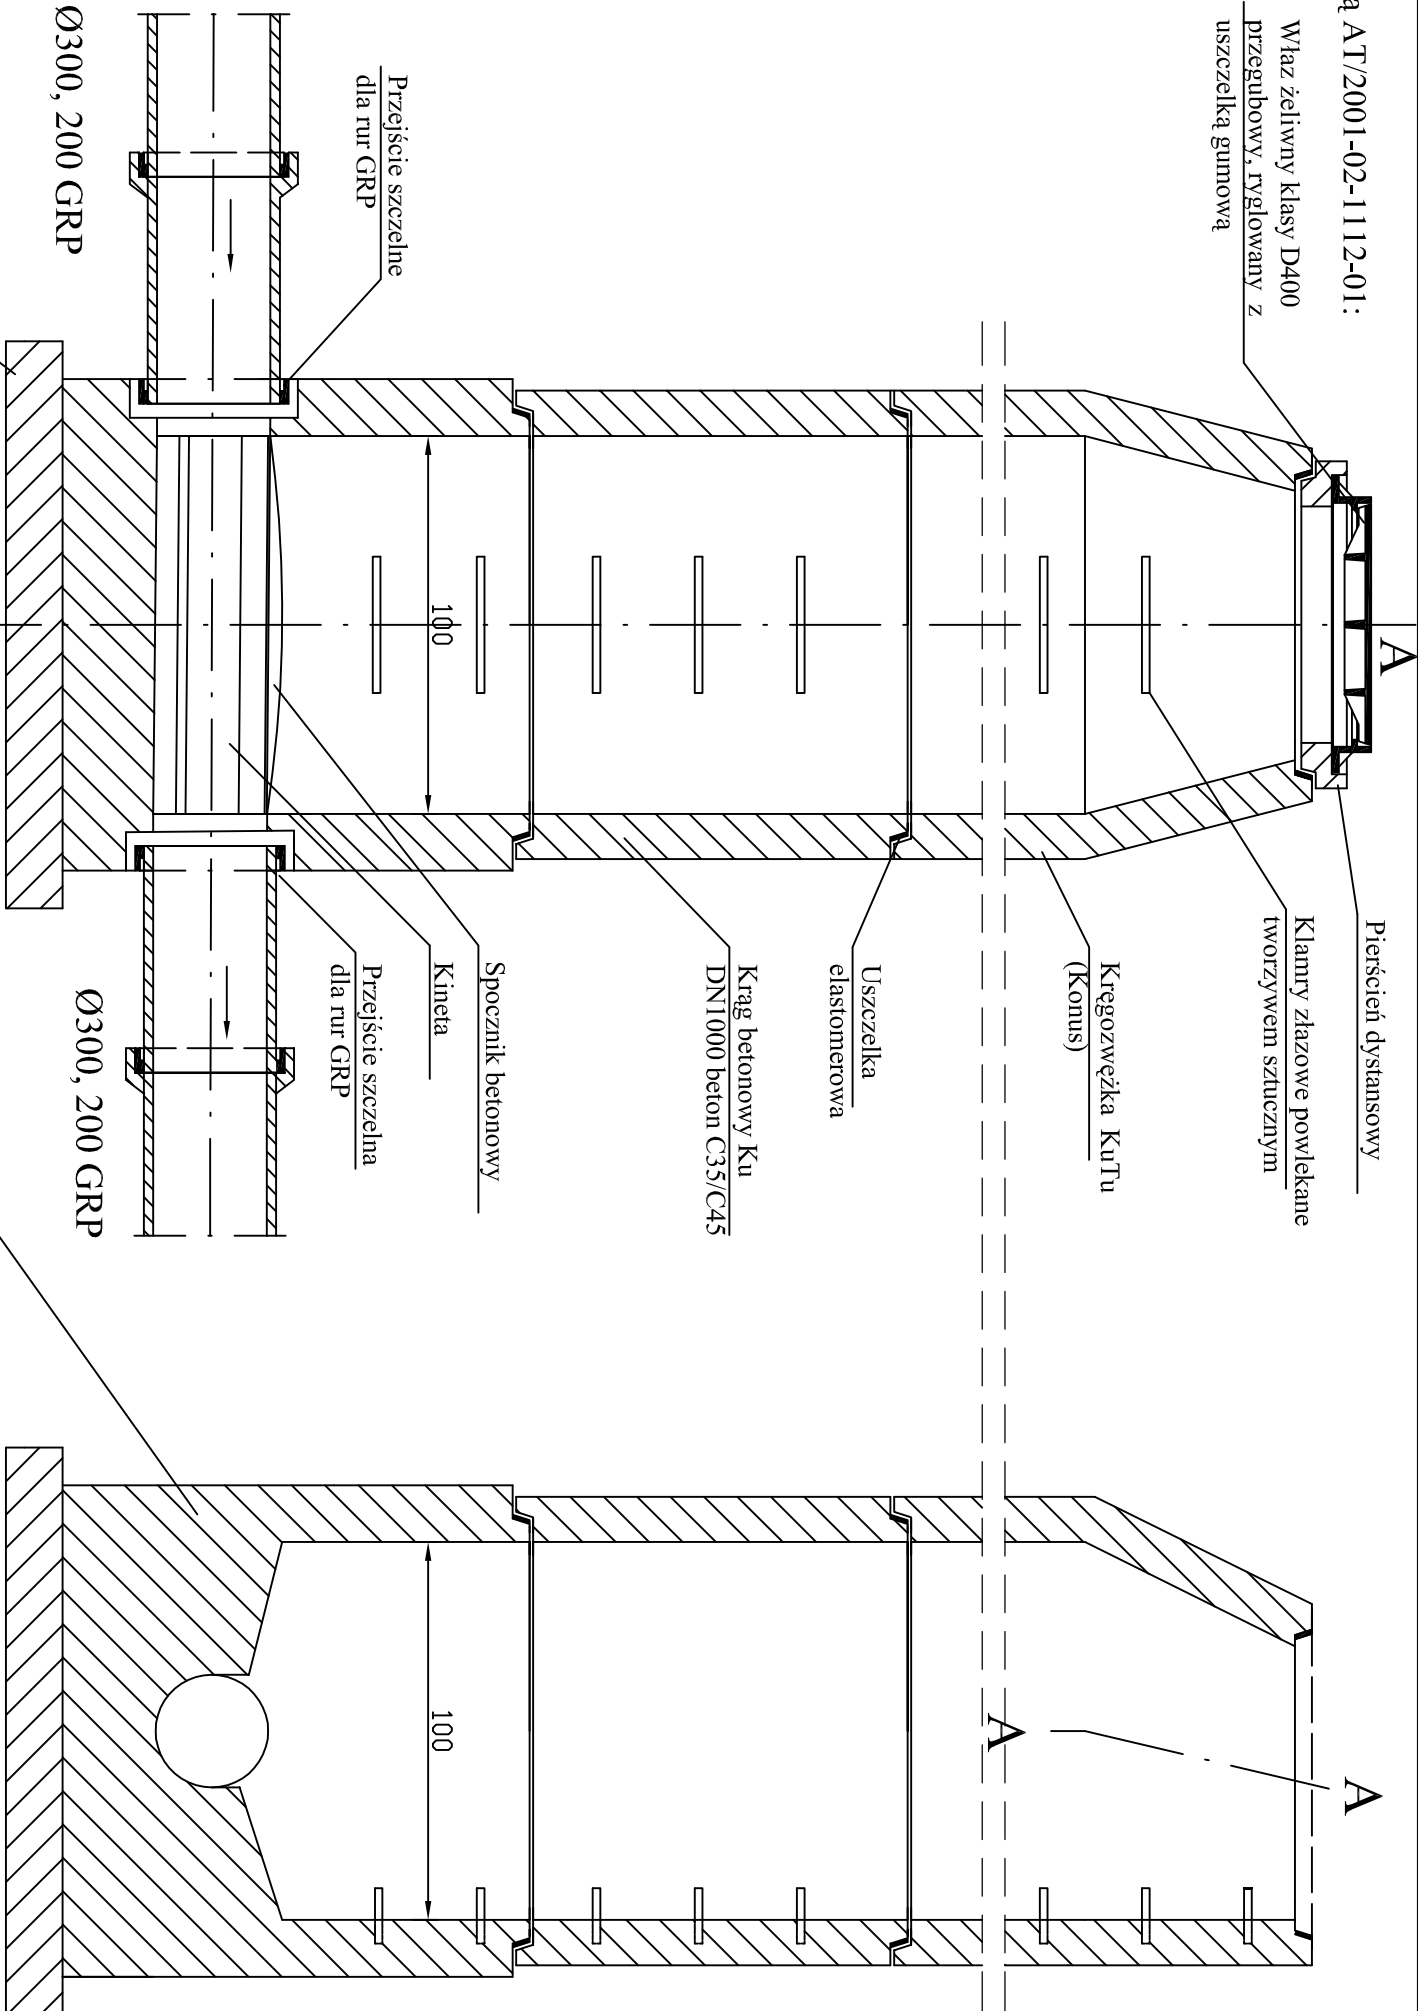 ą AT/2001-02-1112-01:
Właz żeliwny klasy D400
przegubowy, ryglowany z
uszczelką gumową
A
Pierścień dystansowy
Klamry złazowe powlekane
tworzywem sztucznym
Kręgozwężka KuTu
(Konus)
Uszczelka
elastomerowa
Krąg betonowy Ku
DN1000 beton C35/C45
Spocznik betonowy
Kineta
Przejście szczelna
dla rur GRP
Ø300, 200 GRP
Przejście szczelne
dla rur GRP
Ø300, 200 GRP
100
A
A
100